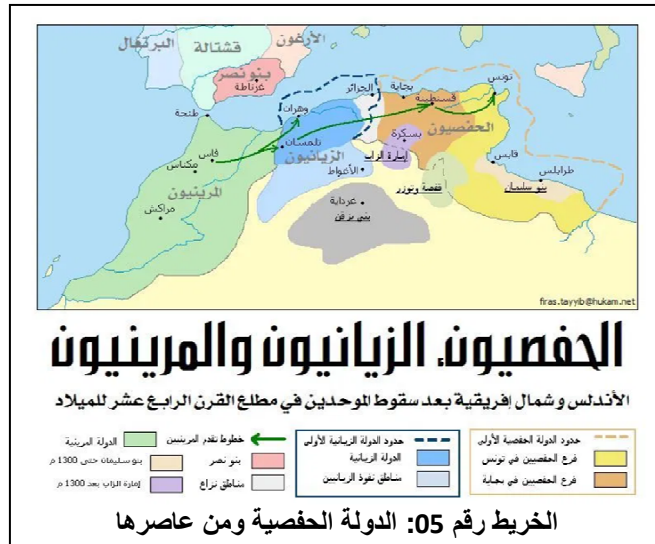 البرتغال
قشتالة
الأرغون
بنو نصر
غرناطة
طنجة
فاس
مكناس
المرينيون
مراكش
وهران
تلمسان
الزيانيون
الأغواط
الجزائر
بجاية
قسنطينة
تونس
الحفصيون
بسكرة
إمارة الزاب
قفصة وتوزر
قابس
طرابلس
بنو سليمان
غرداية
بني يرفن
firas.tayyib@hukam.net
الحفصيون، الزيانيون والمرينيون
الأندلس وشمال إفريقية بعد سقوط الموحدين في مطلع القرن الرابع عشر للميلاد
حدود الدولة الحفصية الأولى
فرع الحفصيين في تونس
فرع الحفصيين في بجاية
حدود الدولة الزيانية الأولى
الدولة الزيانية
مناطق نفوذ الزيانيين
خطوط تقدم المرينيين
بنو نصر
مناطق نزاع
الدولة المرينية
بنو سليمان حتى 1300 م
إمارة الزاب بعد 1300 م
الخريط رقم 05: الدولة الحفصية ومن عاصرها